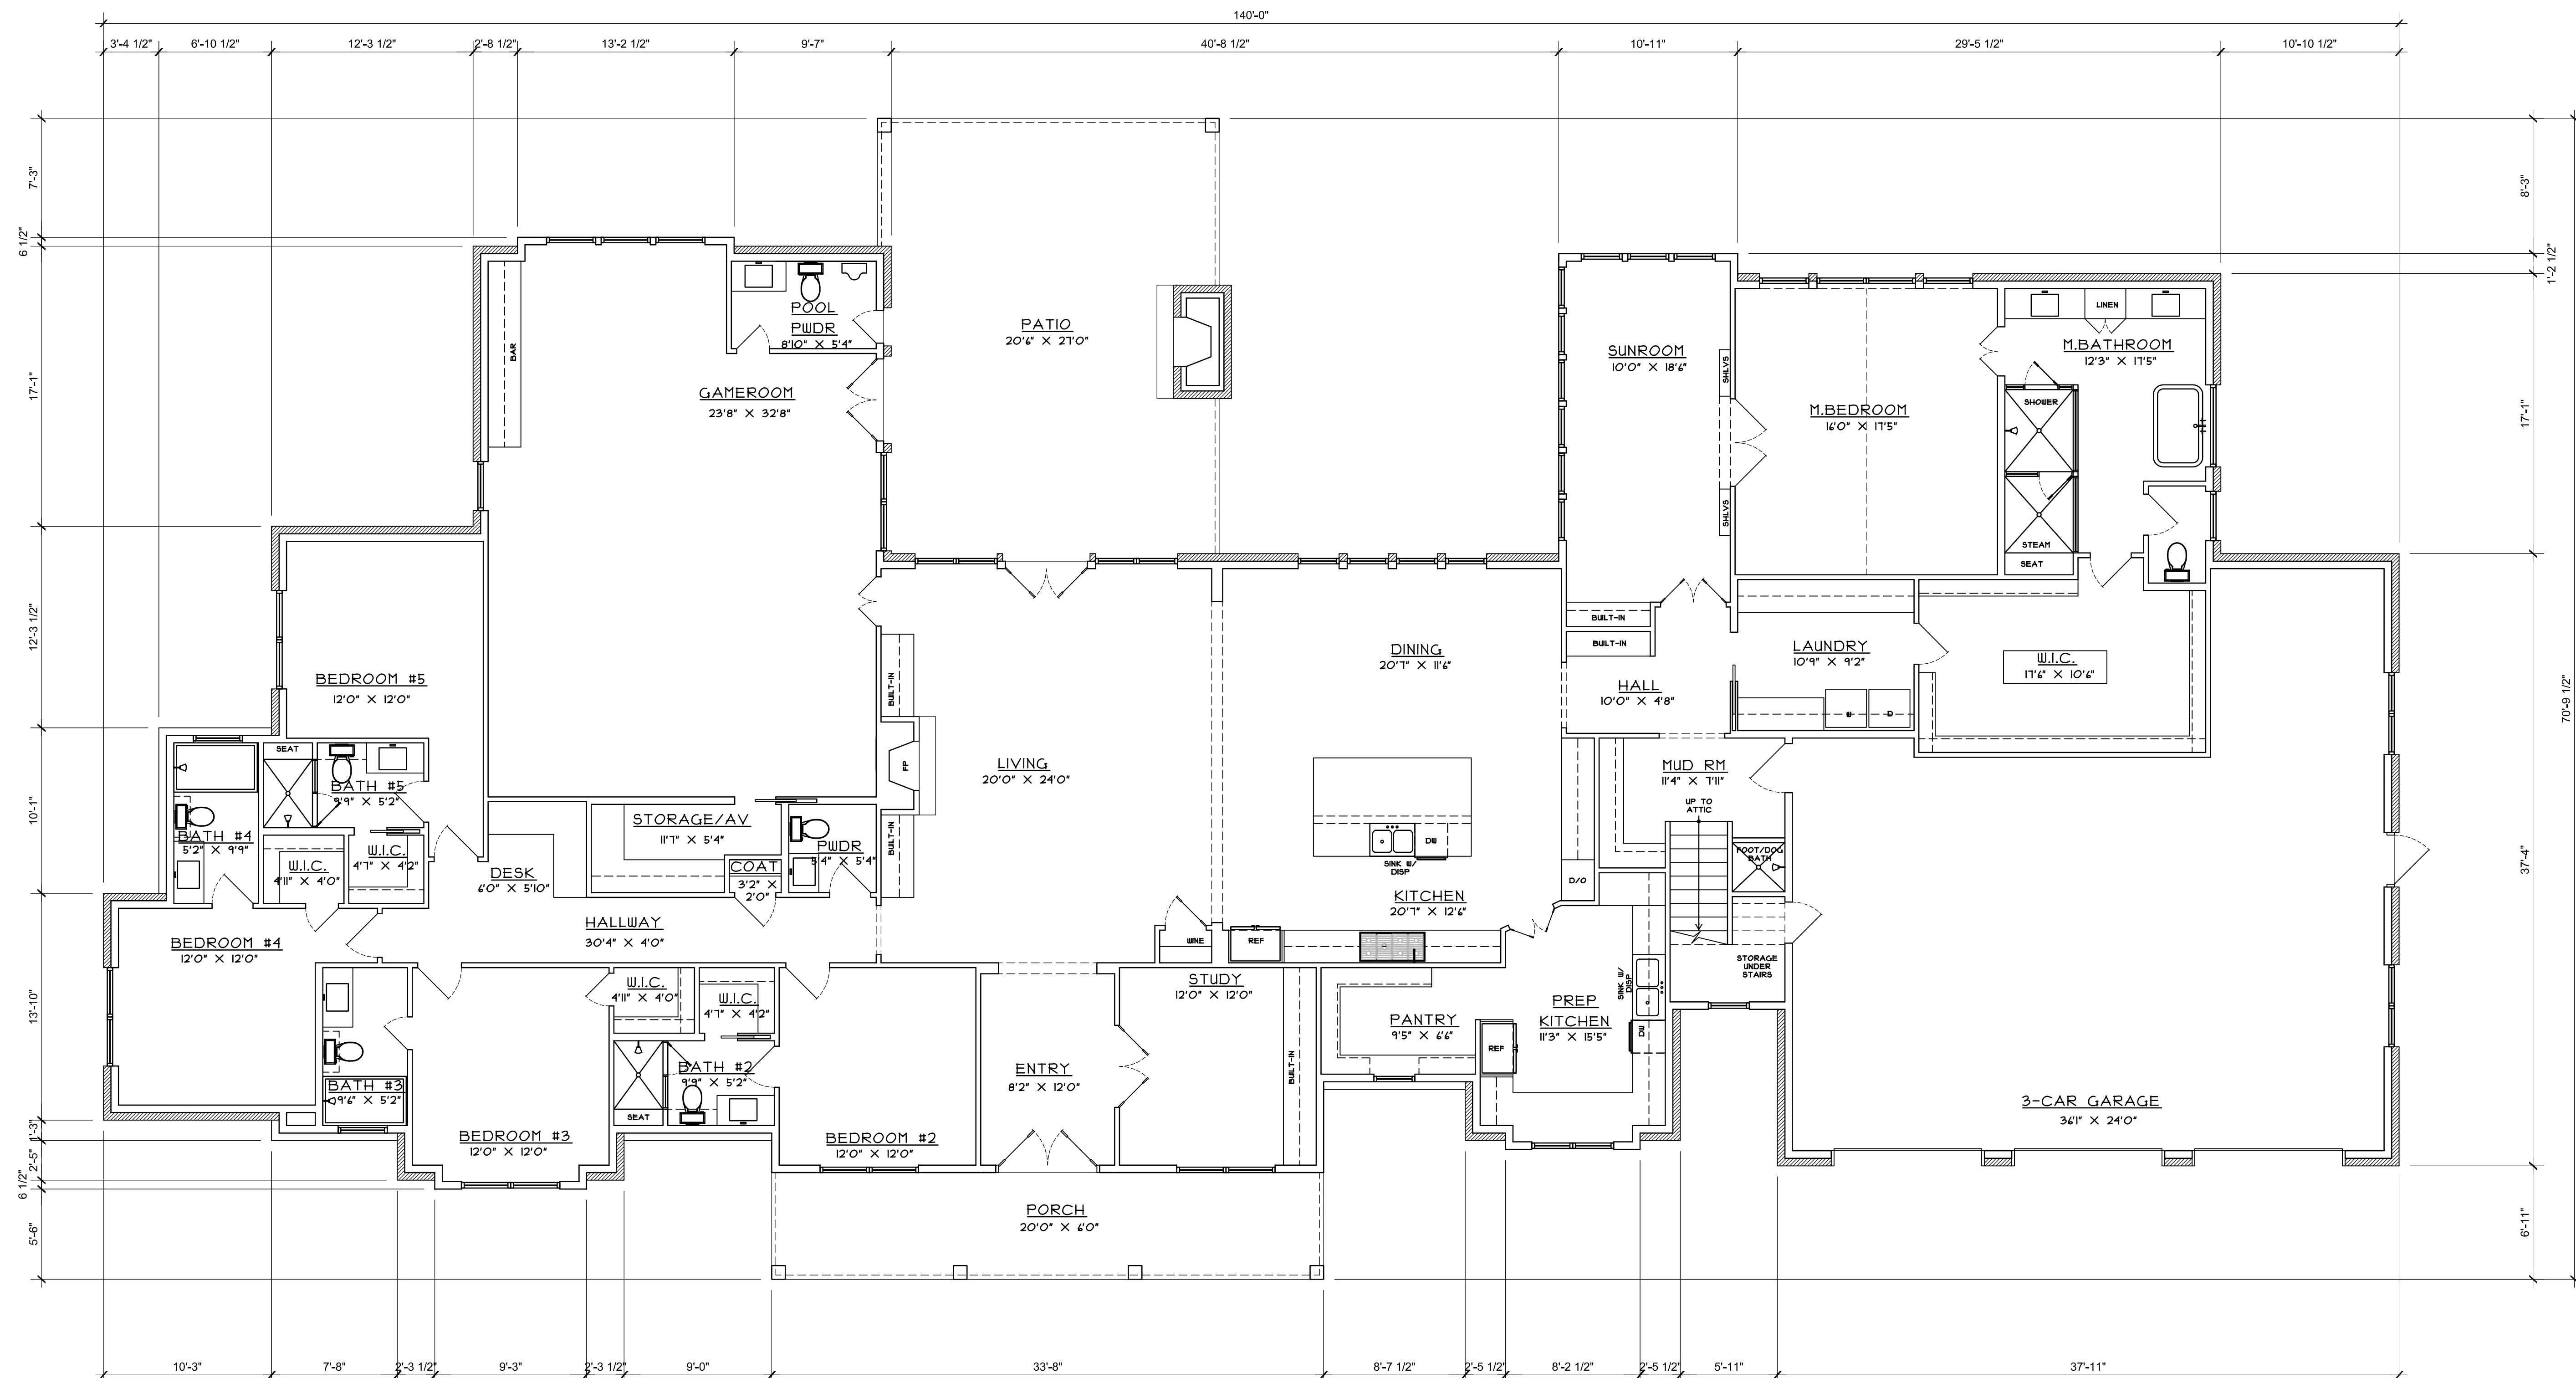 140'-0"
3'-4 1/2"
6'-10 1/2"
12'-3 1/2"
2'-8 1/2"
13'-2 1/2"
9'-7"
40'-8 1/2"
10'-11"
29'-5 1/2"
10'-10 1/2"
7'-3"
6 1/2"
17'-1"
12'-3 1/2"
10'-1"
13'-10"
1'-3"
2'-5"
6 1/2"
5'-6"
BAR
POOL
PWDR
8'10" X 5'4"
GAMEROOM
23'8" X 32'8"
PATIO
20'6" X 27'0"
SUNROOM
10'0" X 18'6"
SHLVS
SHLVS
M.BEDROOM
16'0" X 17'5"
LINEN
M.BATHROOM
12'3" X 17'5"
SHOWER
STEAM
SEAT
BEDROOM #5
12'0" X 12'0"
BUILT-IN
BUILT-IN
BUILT-IN
DINING
20'7" X 11'6"
LAUNDRY
10'9" X 9'2"
W.I.C.
17'6" X 10'6"
HALL
10'0" X 4'8"
D
SEAT
BATH #5
9'9" X 5'2"
BATH #4
5'2" X 9'9"
W.I.C.
4'11" X 4'0"
W.I.C.
4'7" X 4'2"
DESK
6'0" X 5'10"
STORAGE/AV
11'7" X 5'4"
COAT
3'2" X
2'0"
PWDR
5'4" X 5'4"
FP
BUILT-IN
LIVING
20'0" X 24'0"
MUD RM
11'4" X 7'11"
UP TO
ATTIC
FOOT/DOG
BATH
SINK W/
DISP
DW
D/O
KITCHEN
20'7" X 12'6"
HALLWAY
30'4" X 4'0"
BEDROOM #4
12'0" X 12'0"
WINE
REF
STORAGE
UNDER
STAIRS
W.I.C.
4'11" X 4'0"
W.I.C.
4'7" X 4'2"
STUDY
12'0" X 12'0"
BUILT-IN
PANTRY
9'5" X 6'6"
PREP
KITCHEN
11'3" X 15'5"
SINK W/
DISP
DW
REF
BATH #3
9'6" X 5'2"
BATH #2
9'9" X 5'2"
SEAT
ENTRY
8'2" X 12'0"
BEDROOM #3
12'0" X 12'0"
BEDROOM #2
12'0" X 12'0"
3-CAR GARAGE
36'1" X 24'0"
PORCH
20'0" X 6'0"
8'-3"
1'-2 1/2"
17'-1"
37'-4"
6'-11"
70'-9 1/2"
10'-3"
7'-8"
2'-3 1/2"
9'-3"
2'-3 1/2"
9'-0"
33'-8"
8'-7 1/2"
2'-5 1/2"
8'-2 1/2"
2'-5 1/2"
5'-11"
37'-11"